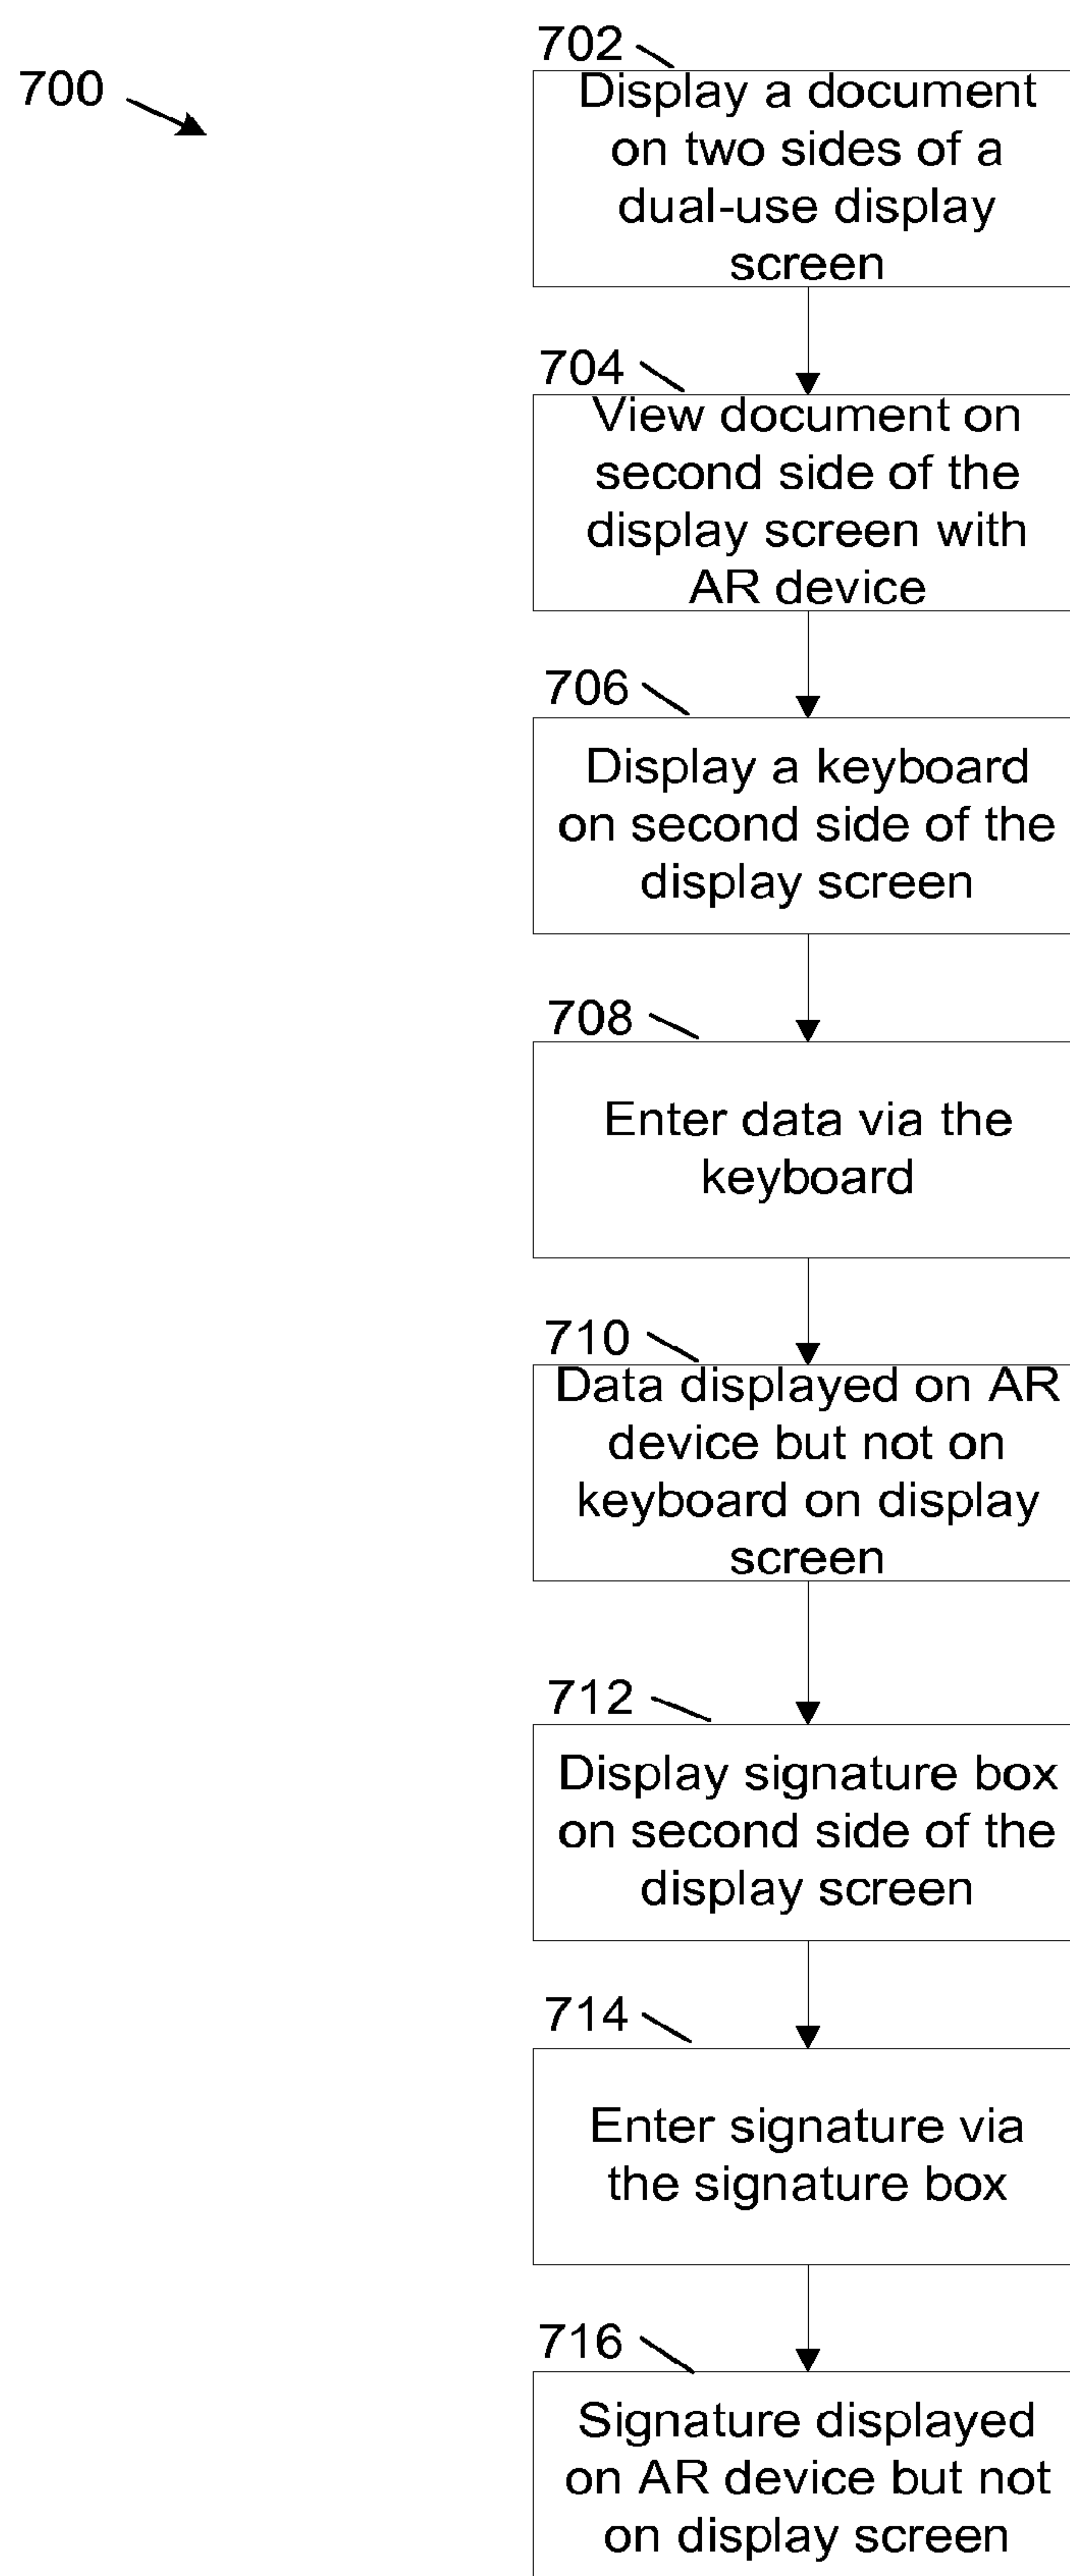 700
702
Display a document
on two sides of a
dual-use display
screen
704
View document on
second side of the
display screen with
AR device
706
Display a keyboard
on second side of the
display screen
708
Enter data via the
keyboard
710
Data displayed on AR
device but not on
keyboard on display
screen
712
Display signature box
on second side of the
display screen
714
Enter signature via
the signature box
716
Signature displayed
on AR device but not
on display screen